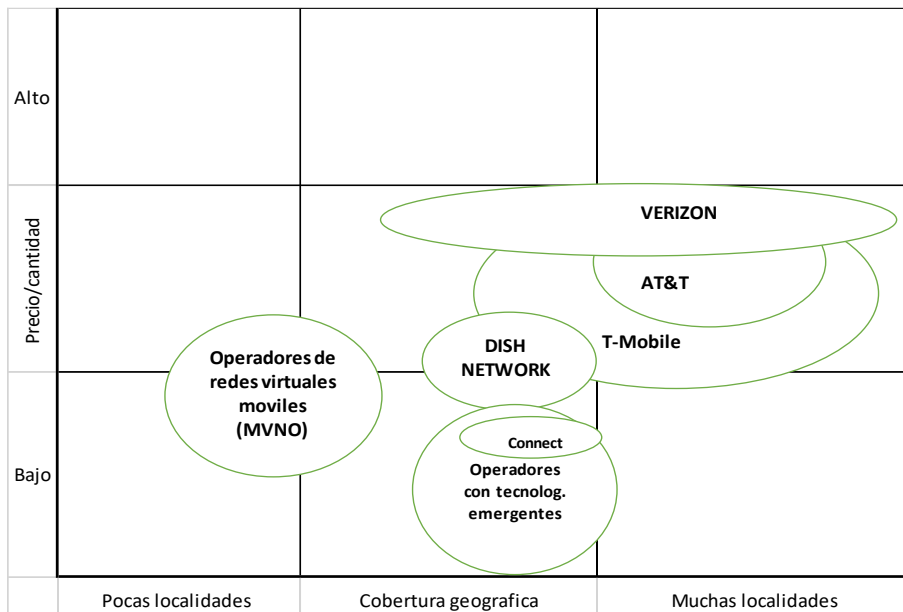 Alto
Precio/cantidad
Bajo
VERIZON
AT&T
T-Mobile
DISH
NETWORK
Operadores de
redes virtuales
moviles
(MVNO)
Connect
Operadores
con tecnolog.
emergentes
Pocas localidades
Cobertura geografica
Muchas localidades